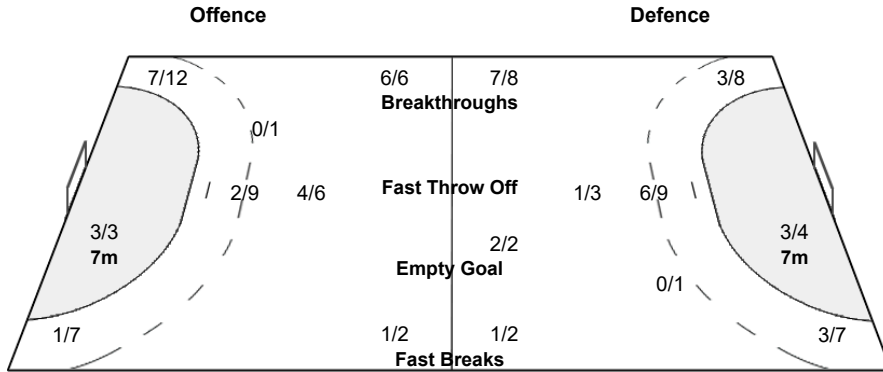 Offence Defence
7/12 6/6 7/8 3/8
Breakthroughs
0/1
2/9 4/6 Fast Throw Off 1/3 6/9
3/3 3/4
7m 2/2 7m
Empty Goal
0/1
1/7 1/2 1/2 3/7
Fast Breaks